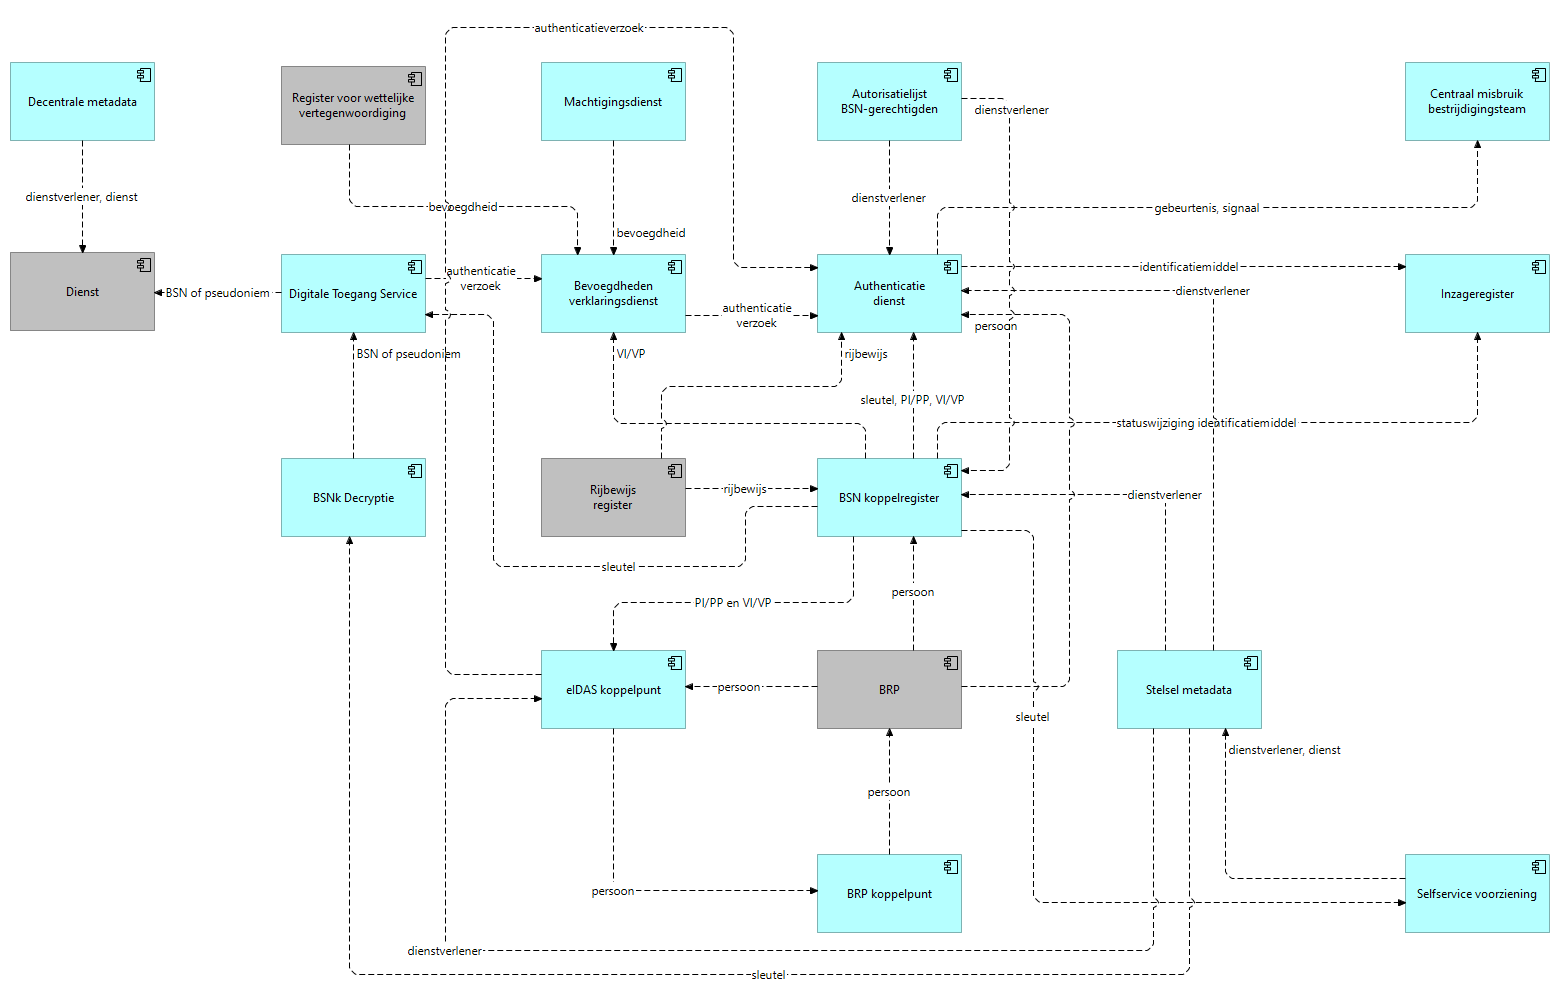 authenticatieverzoek
Decentrale metadata
Register voor wettelijke
vertegenwoordiging
Machtigingsdienst
Autorisatielijst
BSN-gerechtigden
dienstverlener
Centraal misbruik
bestrijdigingsteam
dienstverlener, dienst
bevoegdheid
bevoegdheid
dienstverlener
gebeurtenis, signaal
Dienst
BSN of pseudoniem
Digitale Toegang Service
authenticatie
verzoek
Bevoegdheden
verklaringsdienst
authenticatie
verzoek
Authenticatie
dienst
identificatiemiddel
dienstverlener
persoon
Inzageregister
BSN of pseudoniem
VI/VP
rijbewijs
sleutel, PI/PP, VI/VP
statuswijziging identificatiemiddel
BSNk Decryptie
Rijbewijs
register
rijbewijs
BSN koppelregister
dienstverlener
sleutel
PI/PP en VI/VP
persoon
eIDAS koppelpunt
persoon
BRP
sleutel
Stelsel metadata
dienstverlener, dienst
persoon
persoon
BRP koppelpunt
Selfservice voorziening
dienstverlener
sleutel